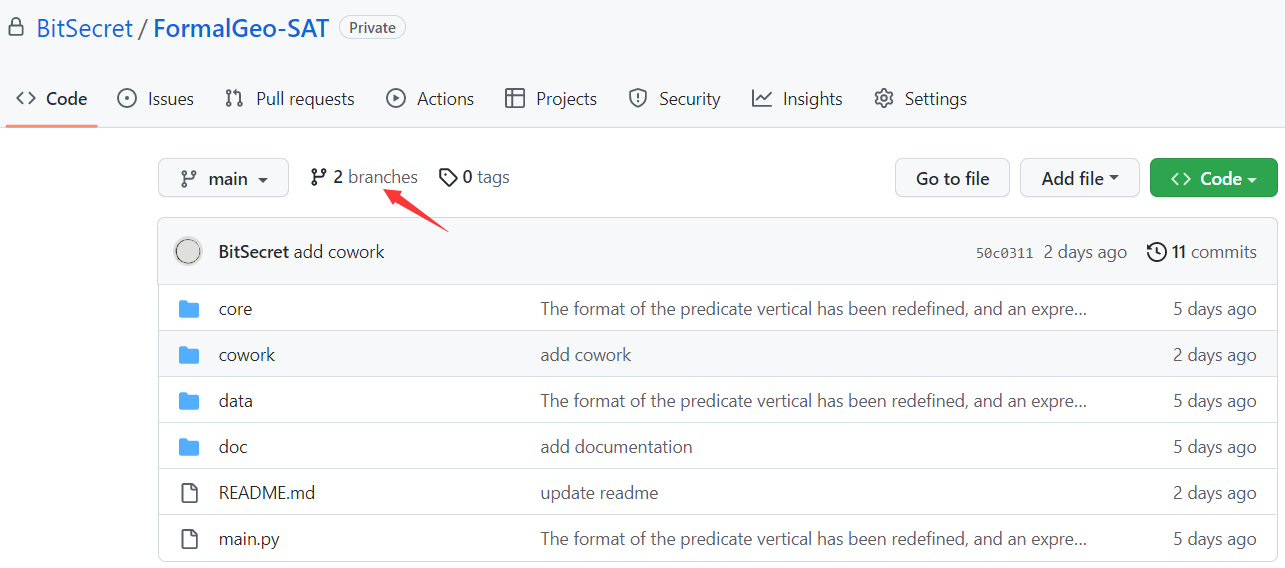 BitSecret / FormalGeo-SAT Private
Code Issues Pull requests Actions Projects Security Insights Settings
main 2 branches 0 tags Go to file Add file Code
BitSecret add cowork 50c0311 2 days ago 11 commits
core The format of the predicate vertical has been redefined, and an expre... 5 days ago
cowork add cowork 2 days ago
data The format of the predicate vertical has been redefined, and an expre... 5 days ago
doc add documentation 5 days ago
README.md update readme 2 days ago
main.py The format of the predicate vertical has been redefined, and an expre... 5 days ago